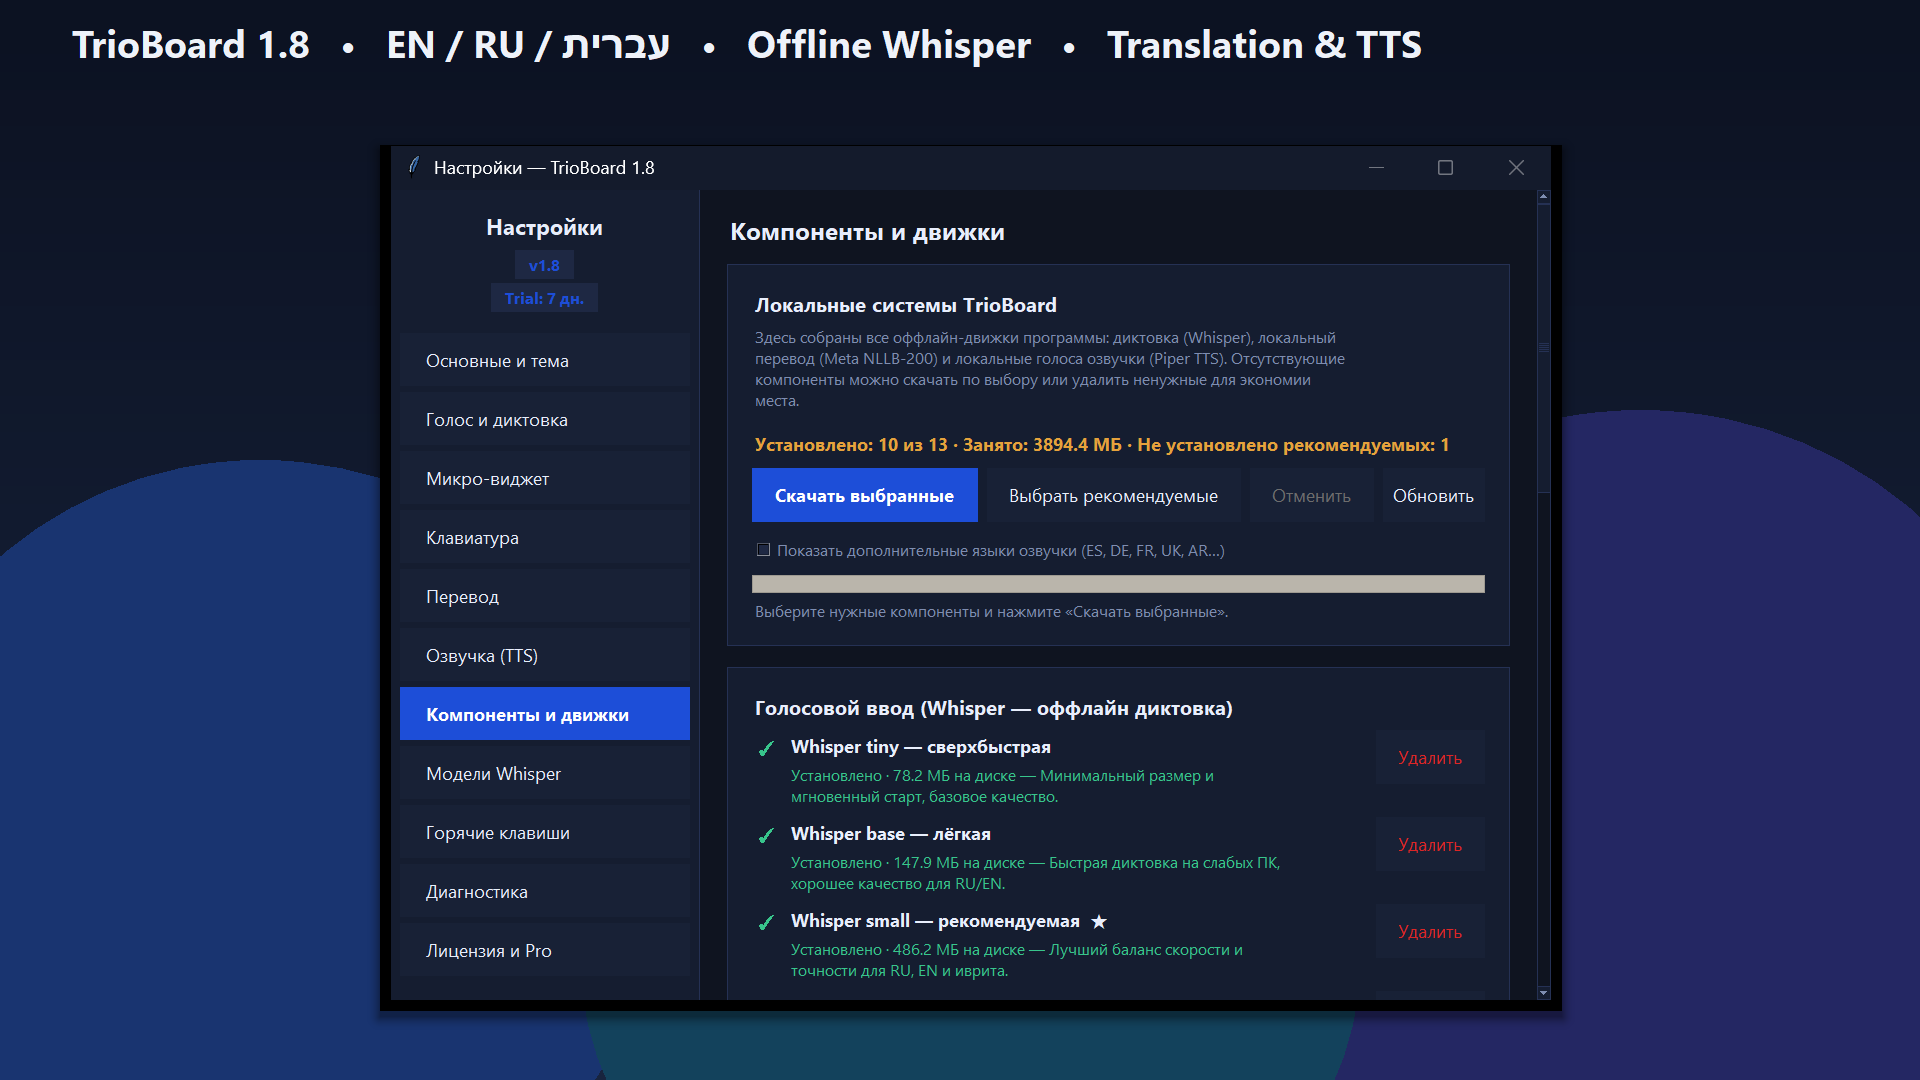 TrioBoard 1.8 • EN / RU / עברית • Offline Whisper • Translation & TTS
Настройки — TrioBoard 1.8
Настройки
v1.8
Trial: 7 дн.
Основные и тема
Голос и диктовка
Микро-виджет
Клавиатура
Перевод
Озвучка (TTS)
Компоненты и движки
Модели Whisper
Горячие клавиши
Диагностика
Лицензия и Pro
Компоненты и движки
Локальные системы TrioBoard
Здесь собраны все оффлайн-движки программы: диктовка (Whisper), локальный
перевод (Meta NLLB-200) и локальные голоса озвучки (Piper TTS). Отсутствующие
компоненты можно скачать по выбору или удалить ненужные для экономии
места.
Установлено: 10 из 13 · Занято: 3894.4 МБ · Не установлено рекомендуемых: 1
Скачать выбранные
Выбрать рекомендуемые
Отменить
Обновить
Показать дополнительные языки озвучки (ES, DE, FR, UK, AR...)
Выберите нужные компоненты и нажмите «Скачать выбранные».
Голосовой ввод (Whisper — оффлайн диктовка)
✓ Whisper tiny — сверхбыстрая
Удалить
Установлено · 78.2 МБ на диске — Минимальный размер и
мгновенный старт, базовое качество.
✓ Whisper base — лёгкая
Удалить
Установлено · 147.9 МБ на диске — Быстрая диктовка на слабых ПК,
хорошее качество для RU/EN.
✓ Whisper small — рекомендуемая ★
Удалить
Установлено · 486.2 МБ на диске — Лучший баланс скорости и
точности для RU, EN и иврита.